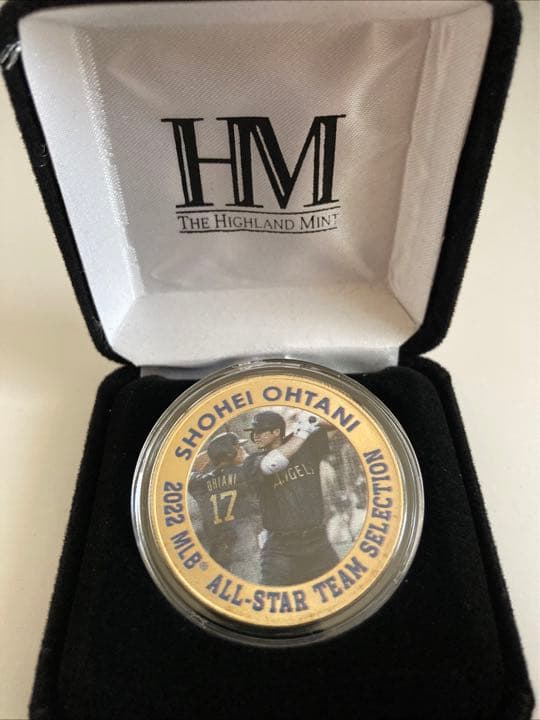 HM
THE HIGHLAND MINT
SHOHEI OHTANI
OHTANI
17
ANGELS
2022 MLB® ALL-STAR TEAM SELECTION